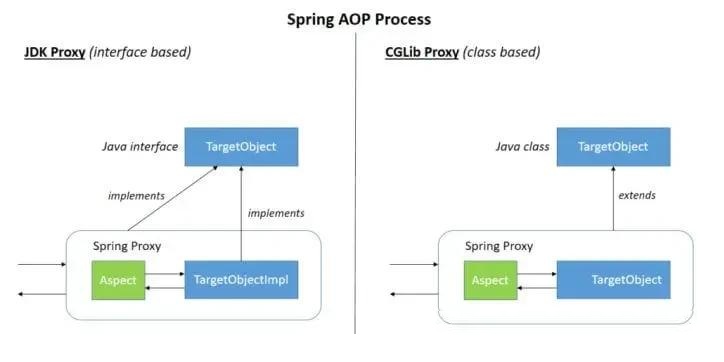 Spring AOP Process
JDK Proxy (interface based)
Java interface
TargetObject
implements
implements
Spring Proxy
Aspect
TargetObjectImpl
CGLib Proxy (class based)
Java class
TargetObject
extends
Spring Proxy
Aspect
TargetObject